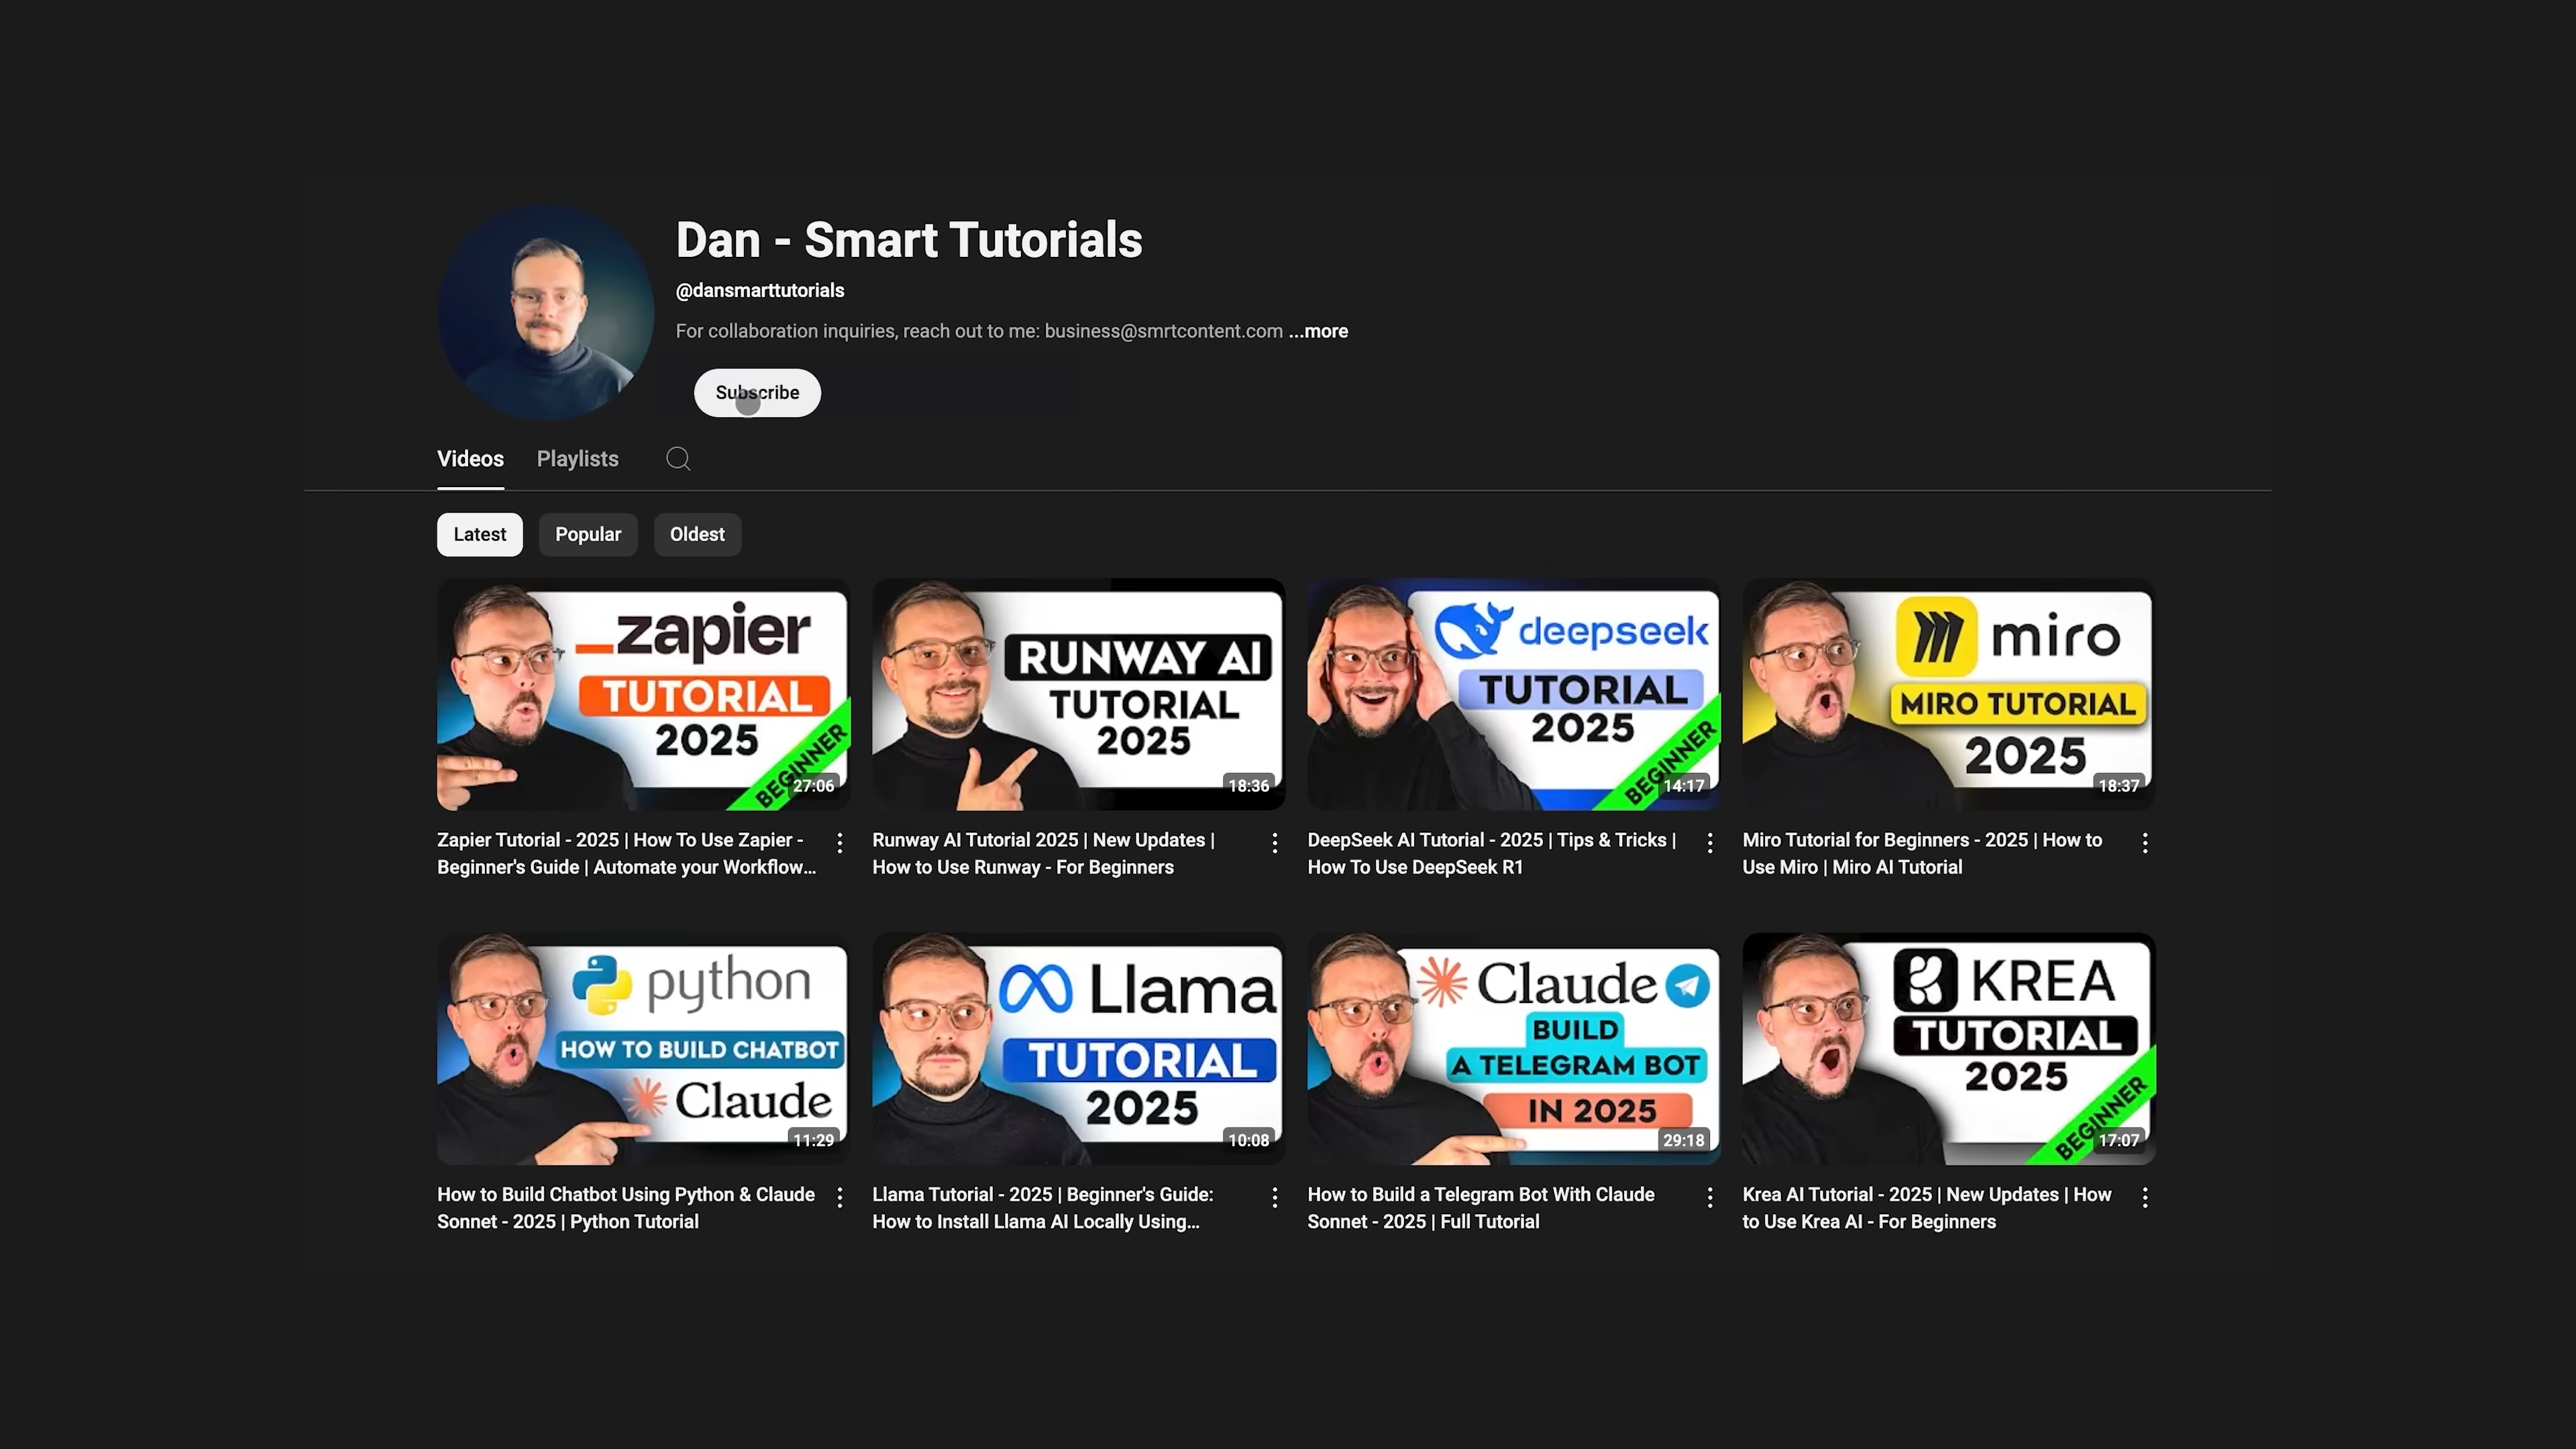 Dan - Smart Tutorials
@dansmarttutorials
For collaboration inquiries, reach out to me: business@smrtcontent.com ...more
Subscribe
Videos Playlists
Latest Popular Oldest
zapier
TUTORIAL
2025
BEGINNER
27:06
RUNWAY AI
TUTORIAL
2025
18:36
deepseek
TUTORIAL
2025
BEGINNER
14:17
miro
MIRO TUTORIAL
2025
18:37
Zapier Tutorial - 2025 | How To Use Zapier -
Beginner's Guide | Automate your Workflow...
Runway AI Tutorial 2025 | New Updates |
How to Use Runway - For Beginners
DeepSeek AI Tutorial - 2025 | Tips & Tricks |
How To Use DeepSeek R1
Miro Tutorial for Beginners - 2025 | How to
Use Miro | Miro AI Tutorial
python
HOW TO BUILD CHATBOT
Claude
11:29
Llama
TUTORIAL
2025
10:08
Claude
BUILD
A TELEGRAM BOT
IN 2025
29:18
KREA
TUTORIAL
2025
BEGINNER
17:07
How to Build Chatbot Using Python & Claude
Sonnet - 2025 | Python Tutorial
Llama Tutorial - 2025 | Beginner's Guide:
How to Install Llama AI Locally Using...
How to Build a Telegram Bot With Claude
Sonnet - 2025 | Full Tutorial
Krea AI Tutorial - 2025 | New Updates | How
to Use Krea AI - For Beginners